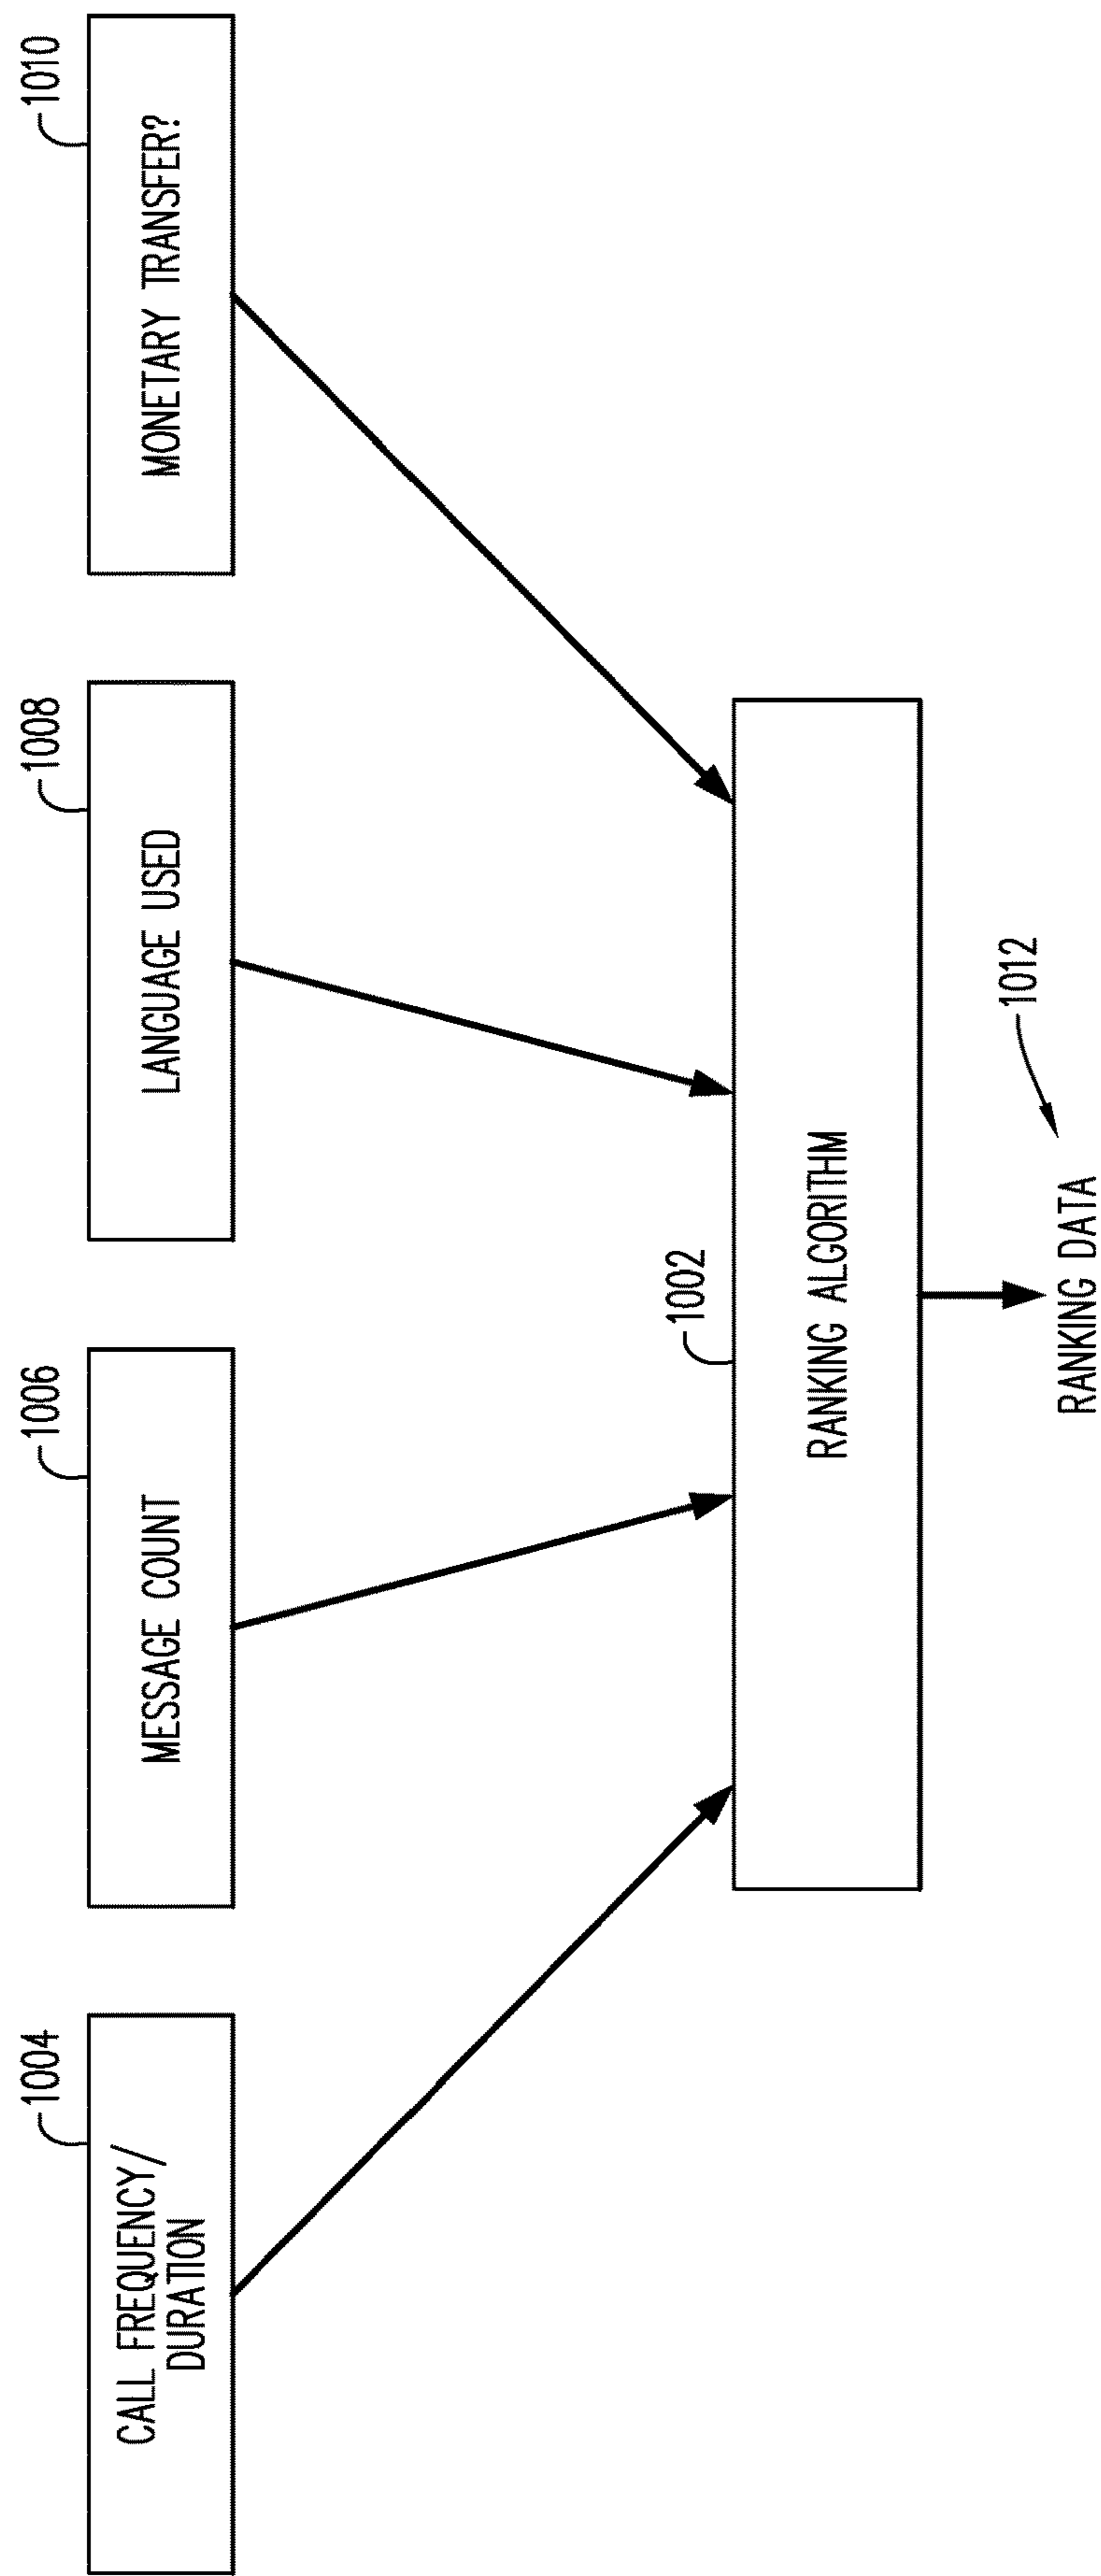 1004
CALL FREQUENCY/
DURATION
1006
MESSAGE COUNT
1008
LANGUAGE USED
1010
MONETARY TRANSFER?
1002
RANKING ALGORITHM
1012
RANKING DATA